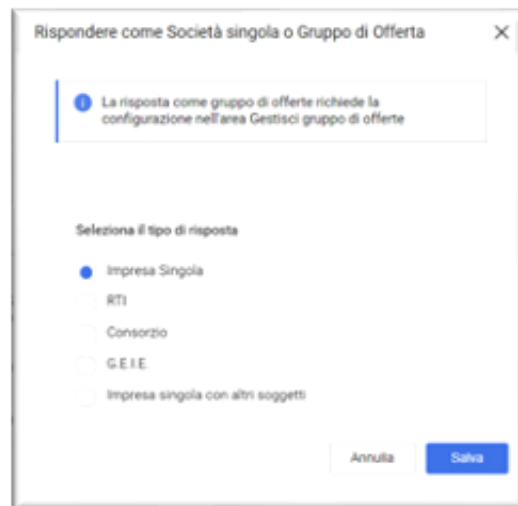 Rispondere come Società singola o Gruppo di Offerta
La risposta come gruppo di offerte richiede la
configurazione nell'area Gestisci gruppo di offerte
Seleziona il tipo di risposta
Impresa Singola
RTI
Consorzio
G.E.I.E.
Impresa singola con altri soggetti
Annulla
Salva